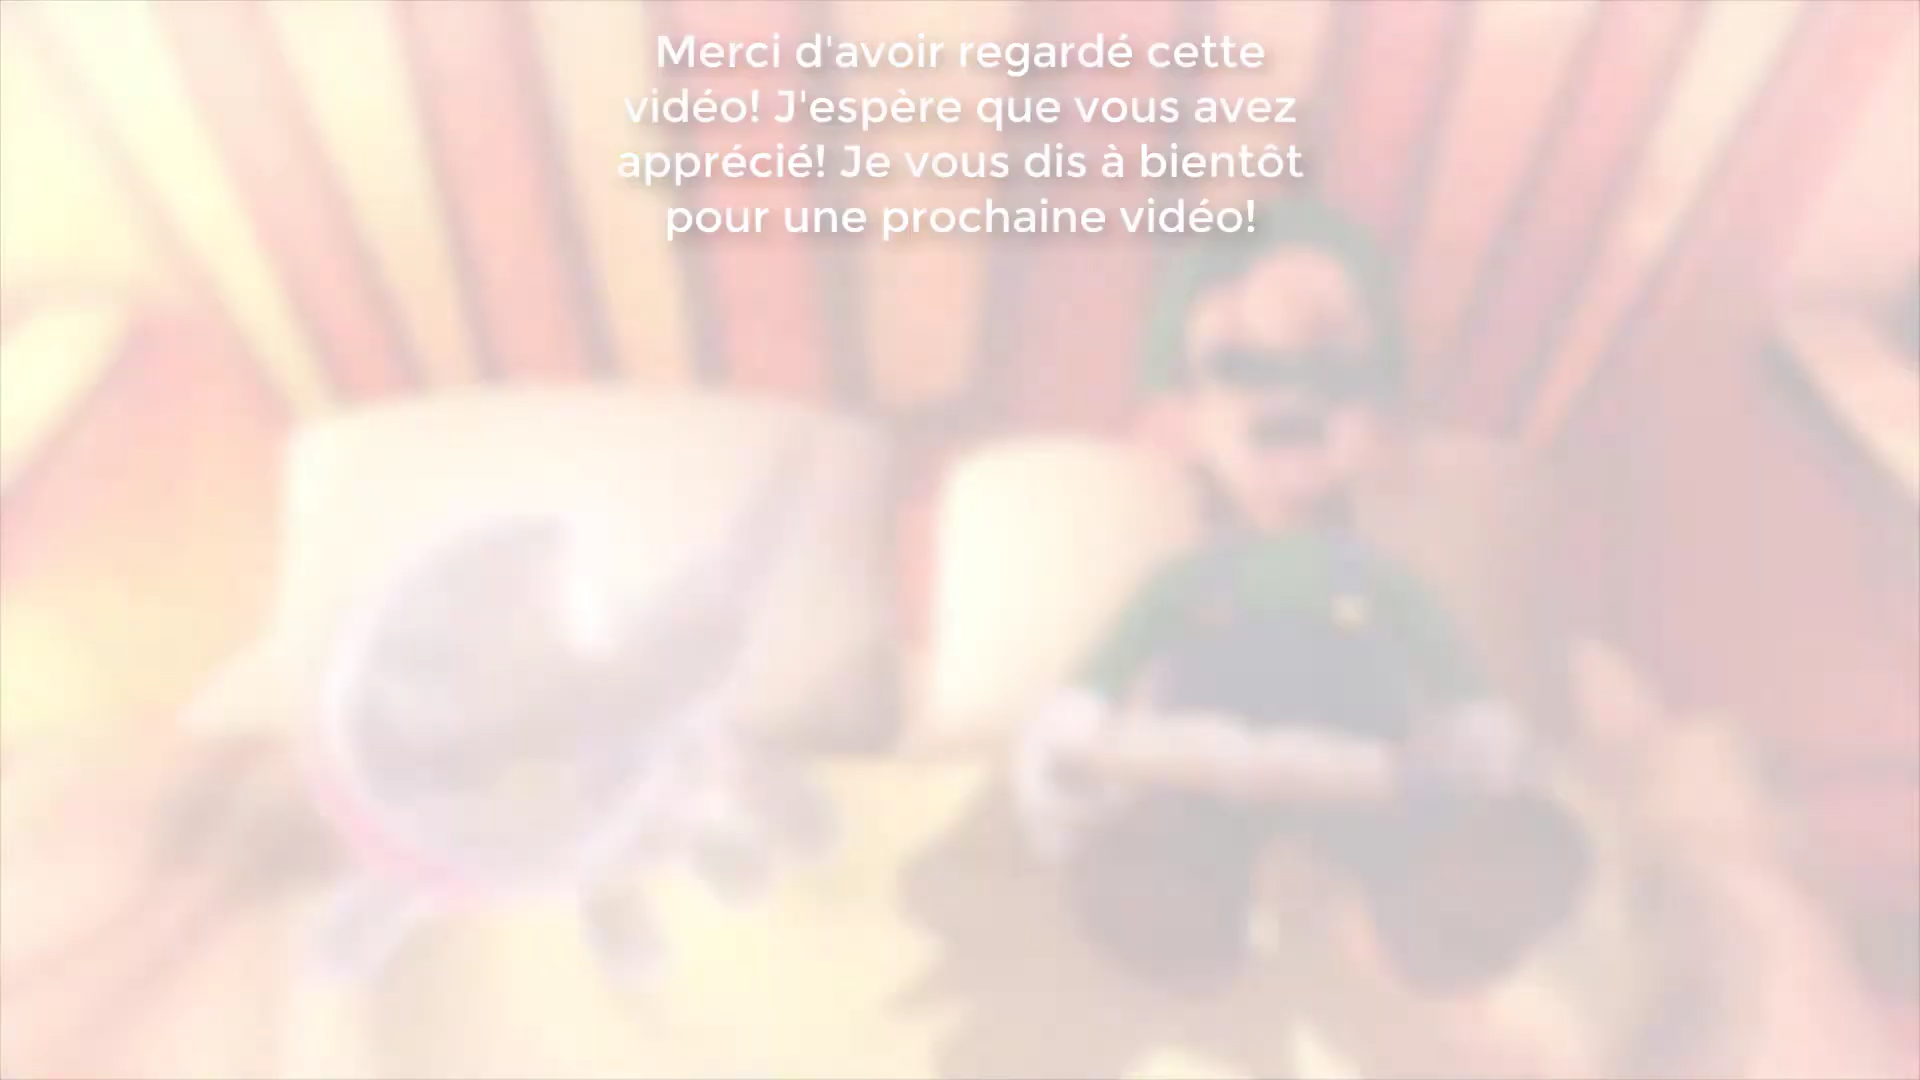 Merci d'avoir regardé cette
vidéo! J'espère que vous avez
apprécié! Je vous dis à bientôt
pour une prochaine vidéo!